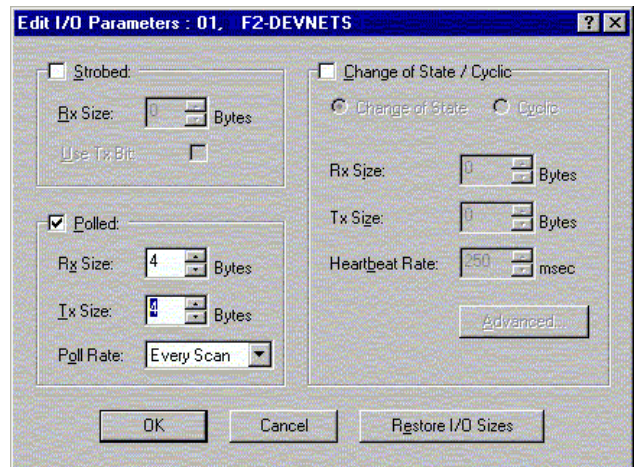 Edit I/O Parameters : 01, F2-DEVNETS
Strobed:
Rx Size: 0 Bytes
Use Tx Bit:
Polled:
Rx Size: 4 Bytes
Tx Size: 4 Bytes
Poll Rate: Every Scan
Change of State / Cyclic
Change of State Cyclic
Rx Size: 0 Bytes
Tx Size: 0 Bytes
Heartbeat Rate: 250 msec
Advanced...
OK Cancel Restore I/O Sizes